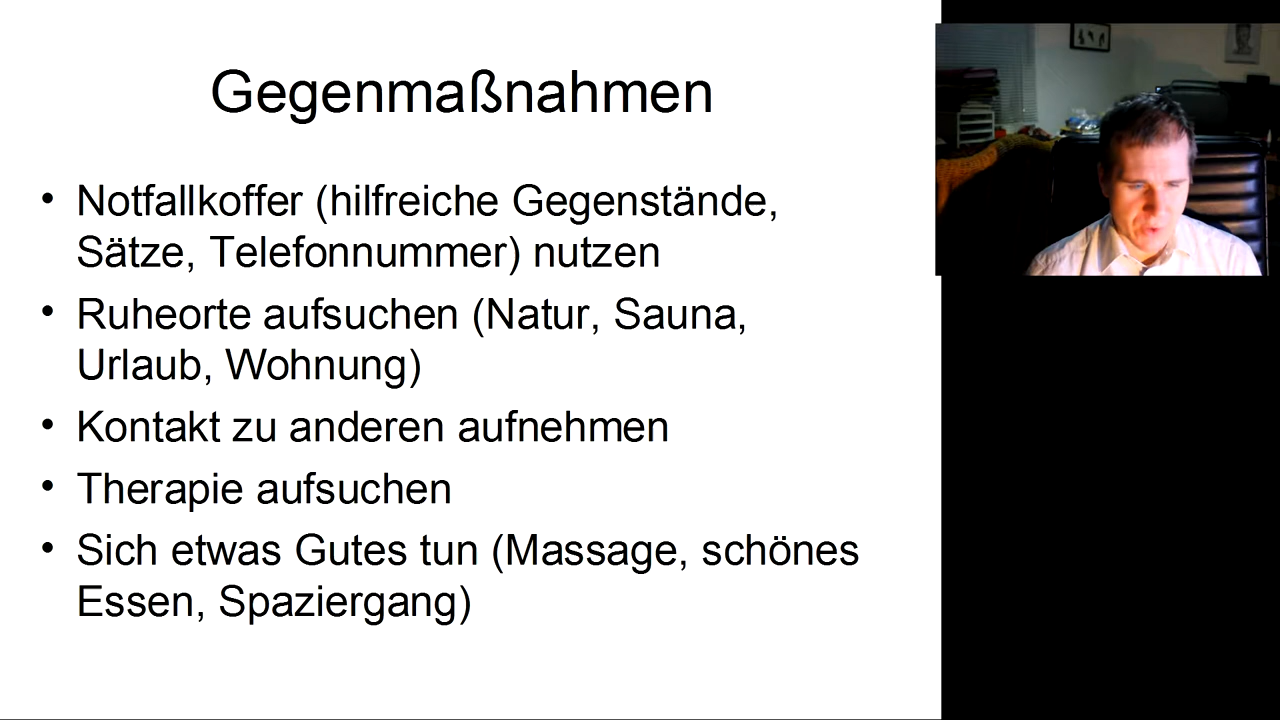 Gegenmaßnahmen
• Notfallkoffer (hilfreiche Gegenstände,
Sätze, Telefonnummer) nutzen
• Ruheorte aufsuchen (Natur, Sauna,
Urlaub, Wohnung)
• Kontakt zu anderen aufnehmen
• Therapie aufsuchen
• Sich etwas Gutes tun (Massage, schönes
Essen, Spaziergang)